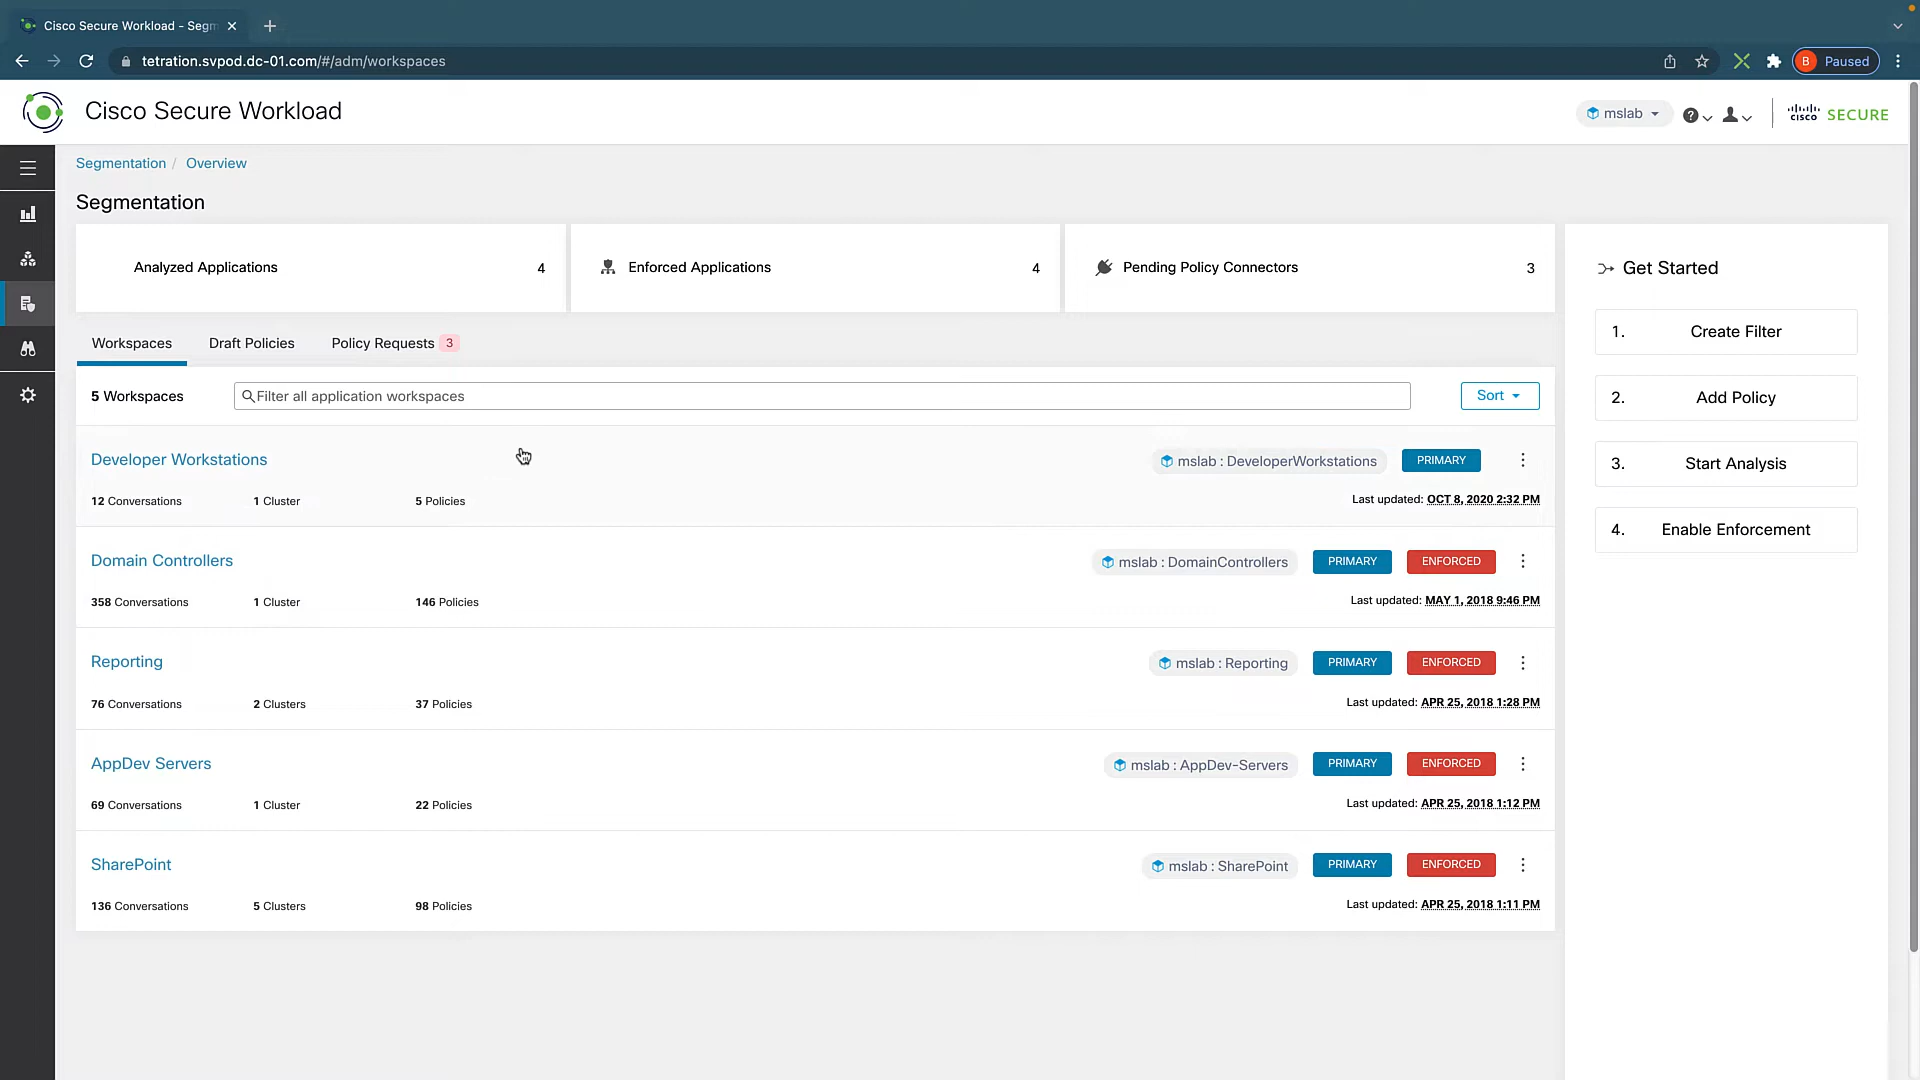 Cisco Secure Workload - Segm
tetration.svpod.dc-01.com/#/adm/workspaces
B Paused
Cisco Secure Workload
mslab
cisco SECURE
Segmentation / Overview
Segmentation
Analyzed Applications 4
Enforced Applications 4
Pending Policy Connectors 3
Get Started
1. Create Filter
2. Add Policy
3. Start Analysis
4. Enable Enforcement
Workspaces Draft Policies Policy Requests 3
5 Workspaces Filter all application workspaces Sort
Developer Workstations mslab : DeveloperWorkstations PRIMARY
12 Conversations 1 Cluster 5 Policies Last updated: OCT 8, 2020 2:32 PM
Domain Controllers mslab : DomainControllers PRIMARY ENFORCED
358 Conversations 1 Cluster 146 Policies Last updated: MAY 1, 2018 9:46 PM
Reporting mslab : Reporting PRIMARY ENFORCED
76 Conversations 2 Clusters 37 Policies Last updated: APR 25, 2018 1:28 PM
AppDev Servers mslab : AppDev-Servers PRIMARY ENFORCED
69 Conversations 1 Cluster 22 Policies Last updated: APR 25, 2018 1:12 PM
SharePoint mslab : SharePoint PRIMARY ENFORCED
136 Conversations 5 Clusters 98 Policies Last updated: APR 25, 2018 1:11 PM